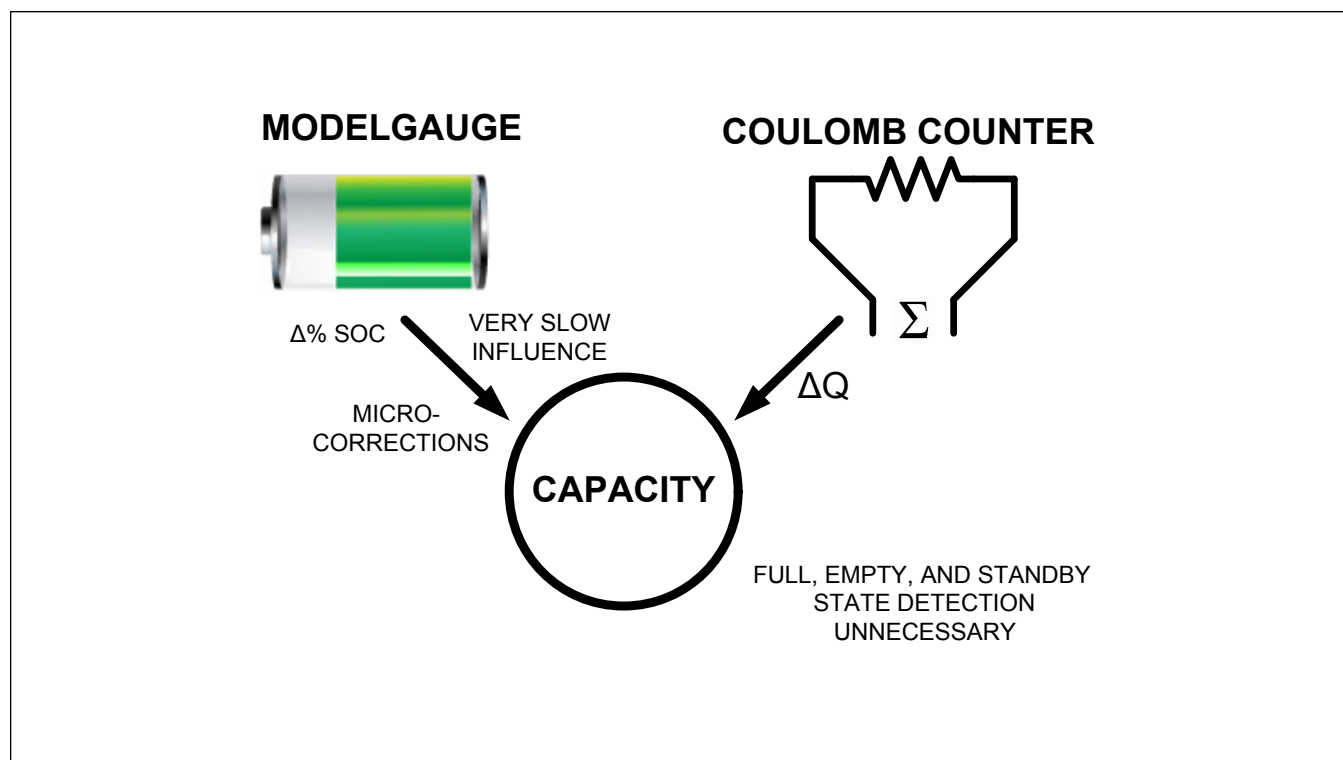 MODELGAUGE
COULOMB COUNTER
Σ
Δ% SOC
VERY SLOW
INFLUENCE
ΔQ
MICRO-
CORRECTIONS
CAPACITY
FULL, EMPTY, AND STANDBY
STATE DETECTION
UNNECESSARY